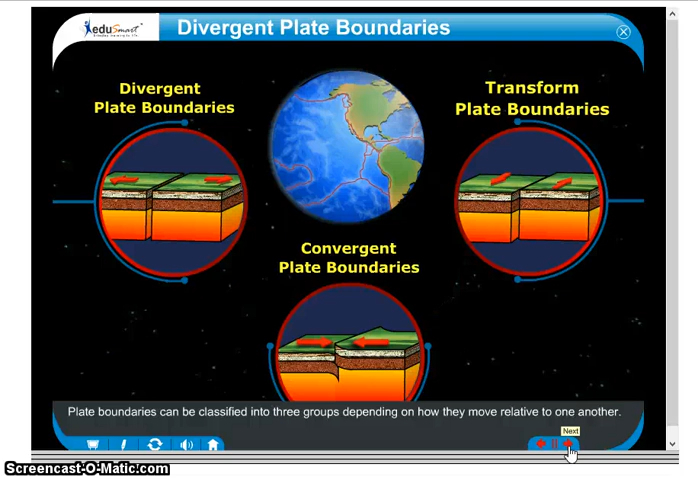 eduSmart
Divergent Plate Boundaries
Divergent
Plate Boundaries
Transform
Plate Boundaries
Convergent
Plate Boundaries
Plate boundaries can be classified into three groups depending on how they move relative to one another.
Next
Screencast-O-Matic.com